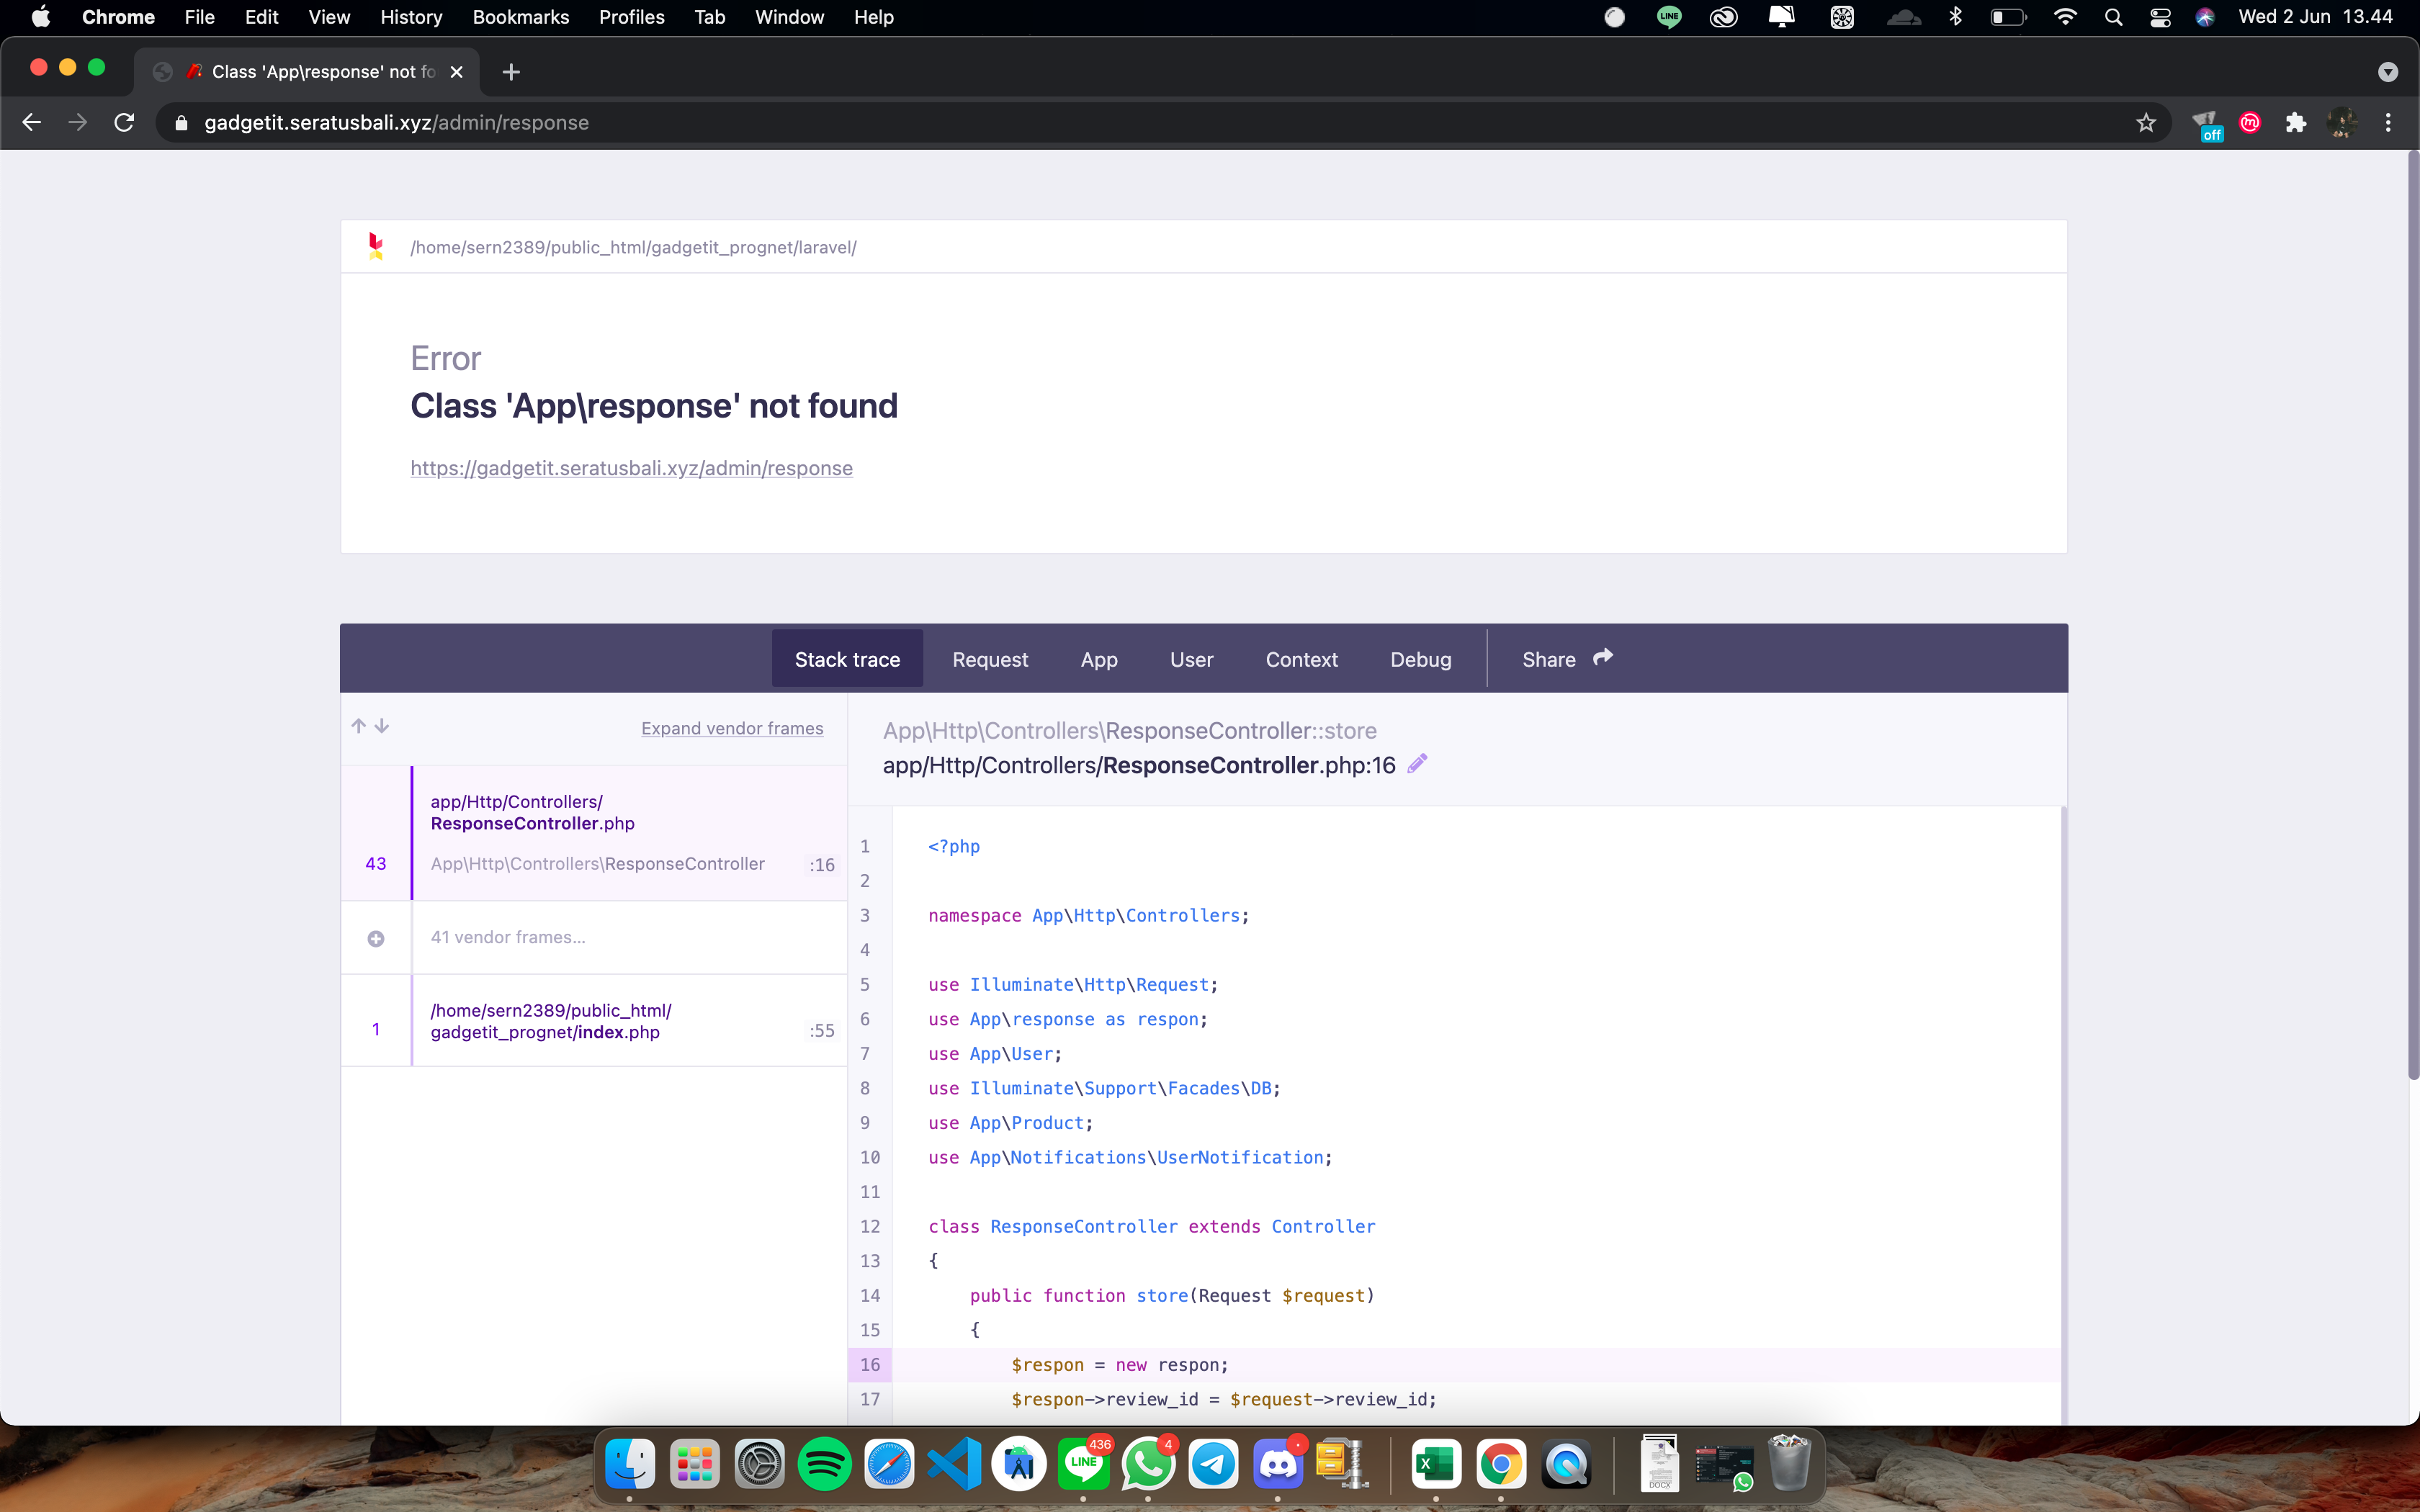 Chrome File Edit View History Bookmarks Profiles Tab Window Help LINE Wed 2 Jun 13.44
Class 'App\response' not fo
gadgetit.seratusbali.xyz/admin/response
off
/home/sern2389/public_html/gadgetit_prognet/laravel/
Error
Class 'App\response' not found
https://gadgetit.seratusbali.xyz/admin/response
Stack trace Request App User Context Debug Share
Expand vendor frames
app/Http/Controllers/
ResponseController.php
43 App\Http\Controllers\ResponseController :16
41 vendor frames...
/home/sern2389/public_html/
gadgetit_prognet/index.php
1 :55
App\Http\Controllers\ResponseController::store
app/Http/Controllers/ResponseController.php:16
1 <?php
2
3 namespace App\Http\Controllers;
4
5 use Illuminate\Http\Request;
6 use App\response as respon;
7 use App\User;
8 use Illuminate\Support\Facades\DB;
9 use App\Product;
10 use App\Notifications\UserNotification;
11
12 class ResponseController extends Controller
13 {
14 public function store(Request $request)
15 {
16 $respon = new respon;
17 $respon->review_id = $request->review_id;
LINE 436 4
DOCX